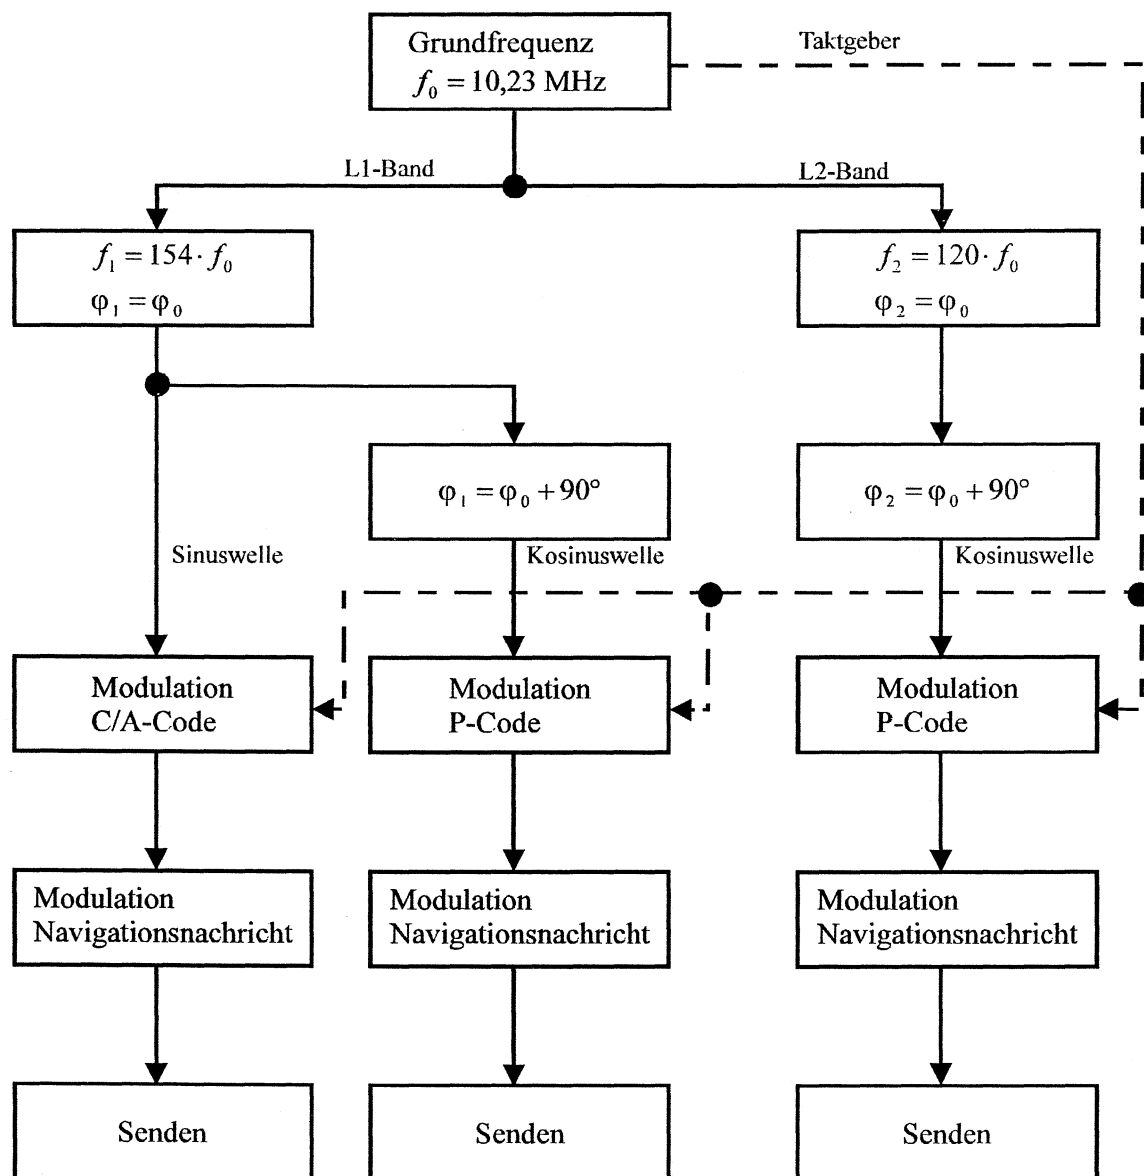 Grundfrequenz
f₀ = 10,23 MHz
Taktgeber
L1-Band
L2-Band
f₁ = 154 · f₀
φ₁ = φ₀
f₂ = 120 · f₀
φ₂ = φ₀
φ₁ = φ₀ + 90°
φ₂ = φ₀ + 90°
Sinuswelle
Kosinuswelle
Kosinuswelle
Modulation
C/A-Code
Modulation
P-Code
Modulation
P-Code
Modulation
Navigationsnachricht
Modulation
Navigationsnachricht
Modulation
Navigationsnachricht
Senden
Senden
Senden